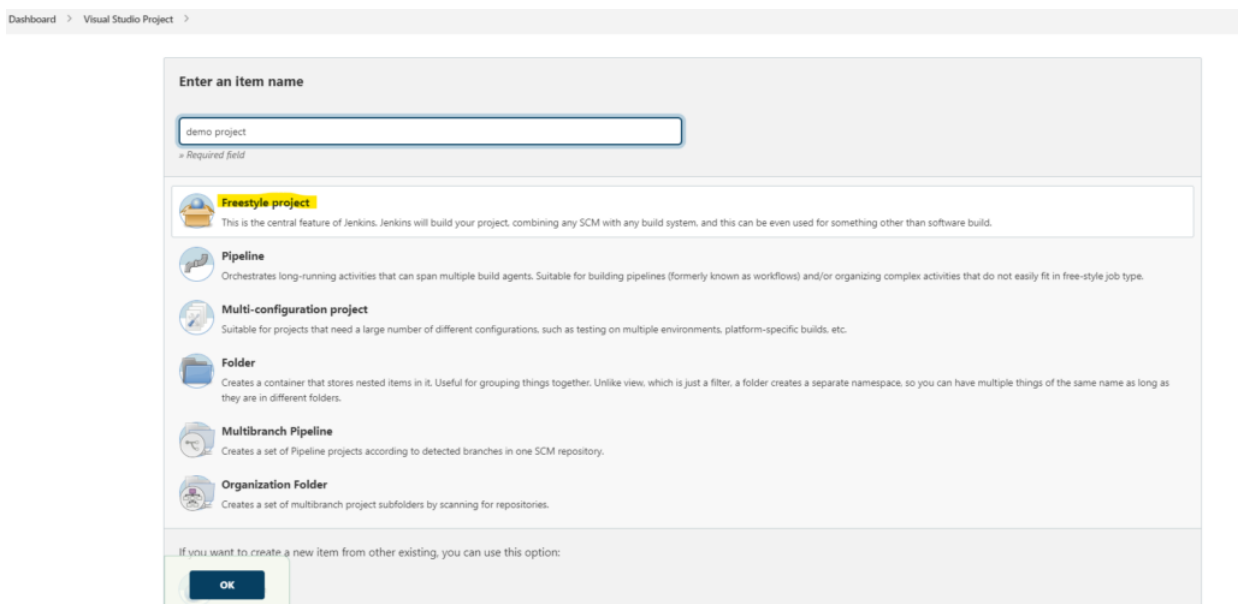 Dashboard > Visual Studio Project >
Enter an item name
demo project
» Required field
Freestyle project
This is the central feature of Jenkins. Jenkins will build your project, combining any SCM with any build system, and this can be even used for something other than software build.
Pipeline
Orchestrates long-running activities that can span multiple build agents. Suitable for building pipelines (formerly known as workflows) and/or organizing complex activities that do not easily fit in free-style job type.
Multi-configuration project
Suitable for projects that need a large number of different configurations, such as testing on multiple environments, platform-specific builds, etc.
Folder
Creates a container that stores nested items in it. Useful for grouping things together. Unlike view, which is just a filter, a folder creates a separate namespace, so you can have multiple things of the same name as long as
they are in different folders.
Multibranch Pipeline
Creates a set of Pipeline projects according to detected branches in one SCM repository.
Organization Folder
Creates a set of multibranch project subfolders by scanning for repositories.
If you want to create a new item from other existing, you can use this option:
OK